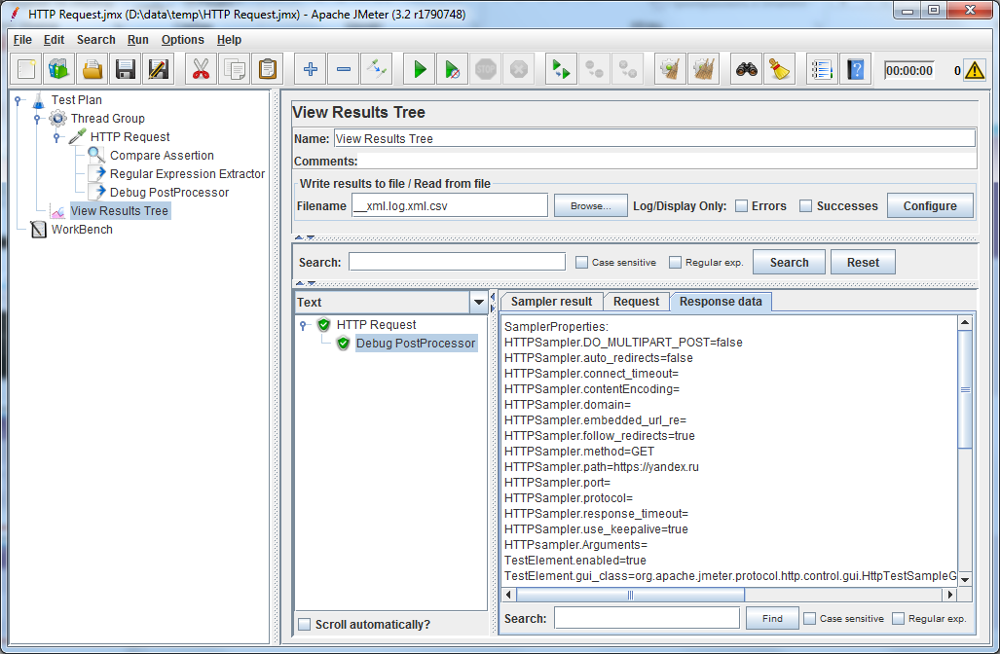 HTTP Request.jmx (D:\data\temp\HTTP Request.jmx) - Apache JMeter (3.2 r1790748)
File Edit Search Run Options Help
STOP
00:00:00 0
Test Plan
Thread Group
HTTP Request
Compare Assertion
Regular Expression Extractor
Debug PostProcessor
View Results Tree
WorkBench
View Results Tree
Name: View Results Tree
Comments:
Write results to file / Read from file
Filename __xml.log.xml.csv Browse... Log/Display Only: Errors Successes Configure
Search: Case sensitive Regular exp. Search Reset
Text
HTTP Request
Debug PostProcessor
Scroll automatically?
Sampler result Request Response data
SamplerProperties:
HTTPSampler.DO_MULTIPART_POST=false
HTTPSampler.auto_redirects=false
HTTPSampler.connect_timeout=
HTTPSampler.contentEncoding=
HTTPSampler.domain=
HTTPSampler.embedded_url_re=
HTTPSampler.follow_redirects=true
HTTPSampler.method=GET
HTTPSampler.path=https://yandex.ru
HTTPSampler.port=
HTTPSampler.protocol=
HTTPSampler.response_timeout=
HTTPSampler.use_keepalive=true
HTTPsampler.Arguments=
TestElement.enabled=true
TestElement.gui_class=org.apache.jmeter.protocol.http.control.gui.HttpTestSampleG
Search: Find Case sensitive Regular exp.